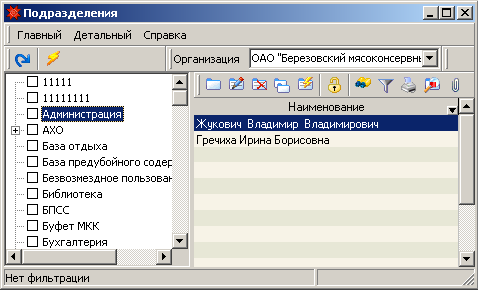 Подразделения
Главный Детальный Справка
Организация ОАО "Березовский мясоконсервны
11111
11111111
Администрация
АХО
База отдыха
База предубойного содер
Безвозмездное пользован
Библиотека
БПСС
Буфет МКК
Бухгалтерия
Наименование
Жукович Владимир Владимирович
Гречиха Ирина Борисовна
Нет фильтрации